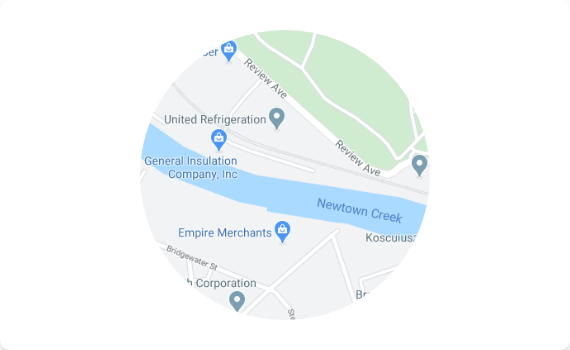 Review Ave
United Refrigeration
Review Ave
General Insulation
Company, Inc
Newtown Creek
Empire Merchants
Bridgewater St
Corporation